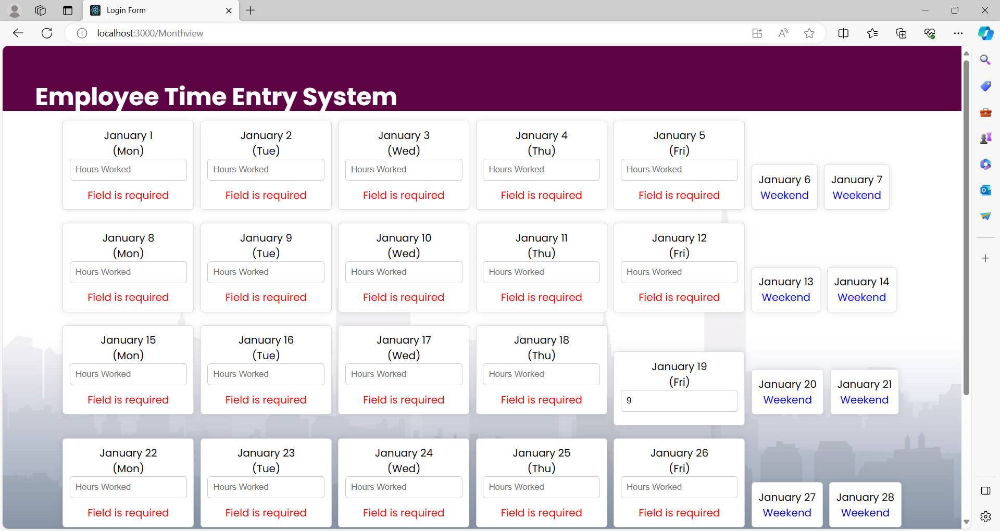 Login Form
localhost:3000/Monthview
Employee Time Entry System
January 1
(Mon)
Hours Worked
Field is required
January 2
(Tue)
Hours Worked
Field is required
January 3
(Wed)
Hours Worked
Field is required
January 4
(Thu)
Hours Worked
Field is required
January 5
(Fri)
Hours Worked
Field is required
January 6
Weekend
January 7
Weekend
January 8
(Mon)
Hours Worked
Field is required
January 9
(Tue)
Hours Worked
Field is required
January 10
(Wed)
Hours Worked
Field is required
January 11
(Thu)
Hours Worked
Field is required
January 12
(Fri)
Hours Worked
Field is required
January 13
Weekend
January 14
Weekend
January 15
(Mon)
Hours Worked
Field is required
January 16
(Tue)
Hours Worked
Field is required
January 17
(Wed)
Hours Worked
Field is required
January 18
(Thu)
Hours Worked
Field is required
January 19
(Fri)
9
January 20
Weekend
January 21
Weekend
January 22
(Mon)
Hours Worked
Field is required
January 23
(Tue)
Hours Worked
Field is required
January 24
(Wed)
Hours Worked
Field is required
January 25
(Thu)
Hours Worked
Field is required
January 26
(Fri)
Hours Worked
Field is required
January 27
Weekend
January 28
Weekend